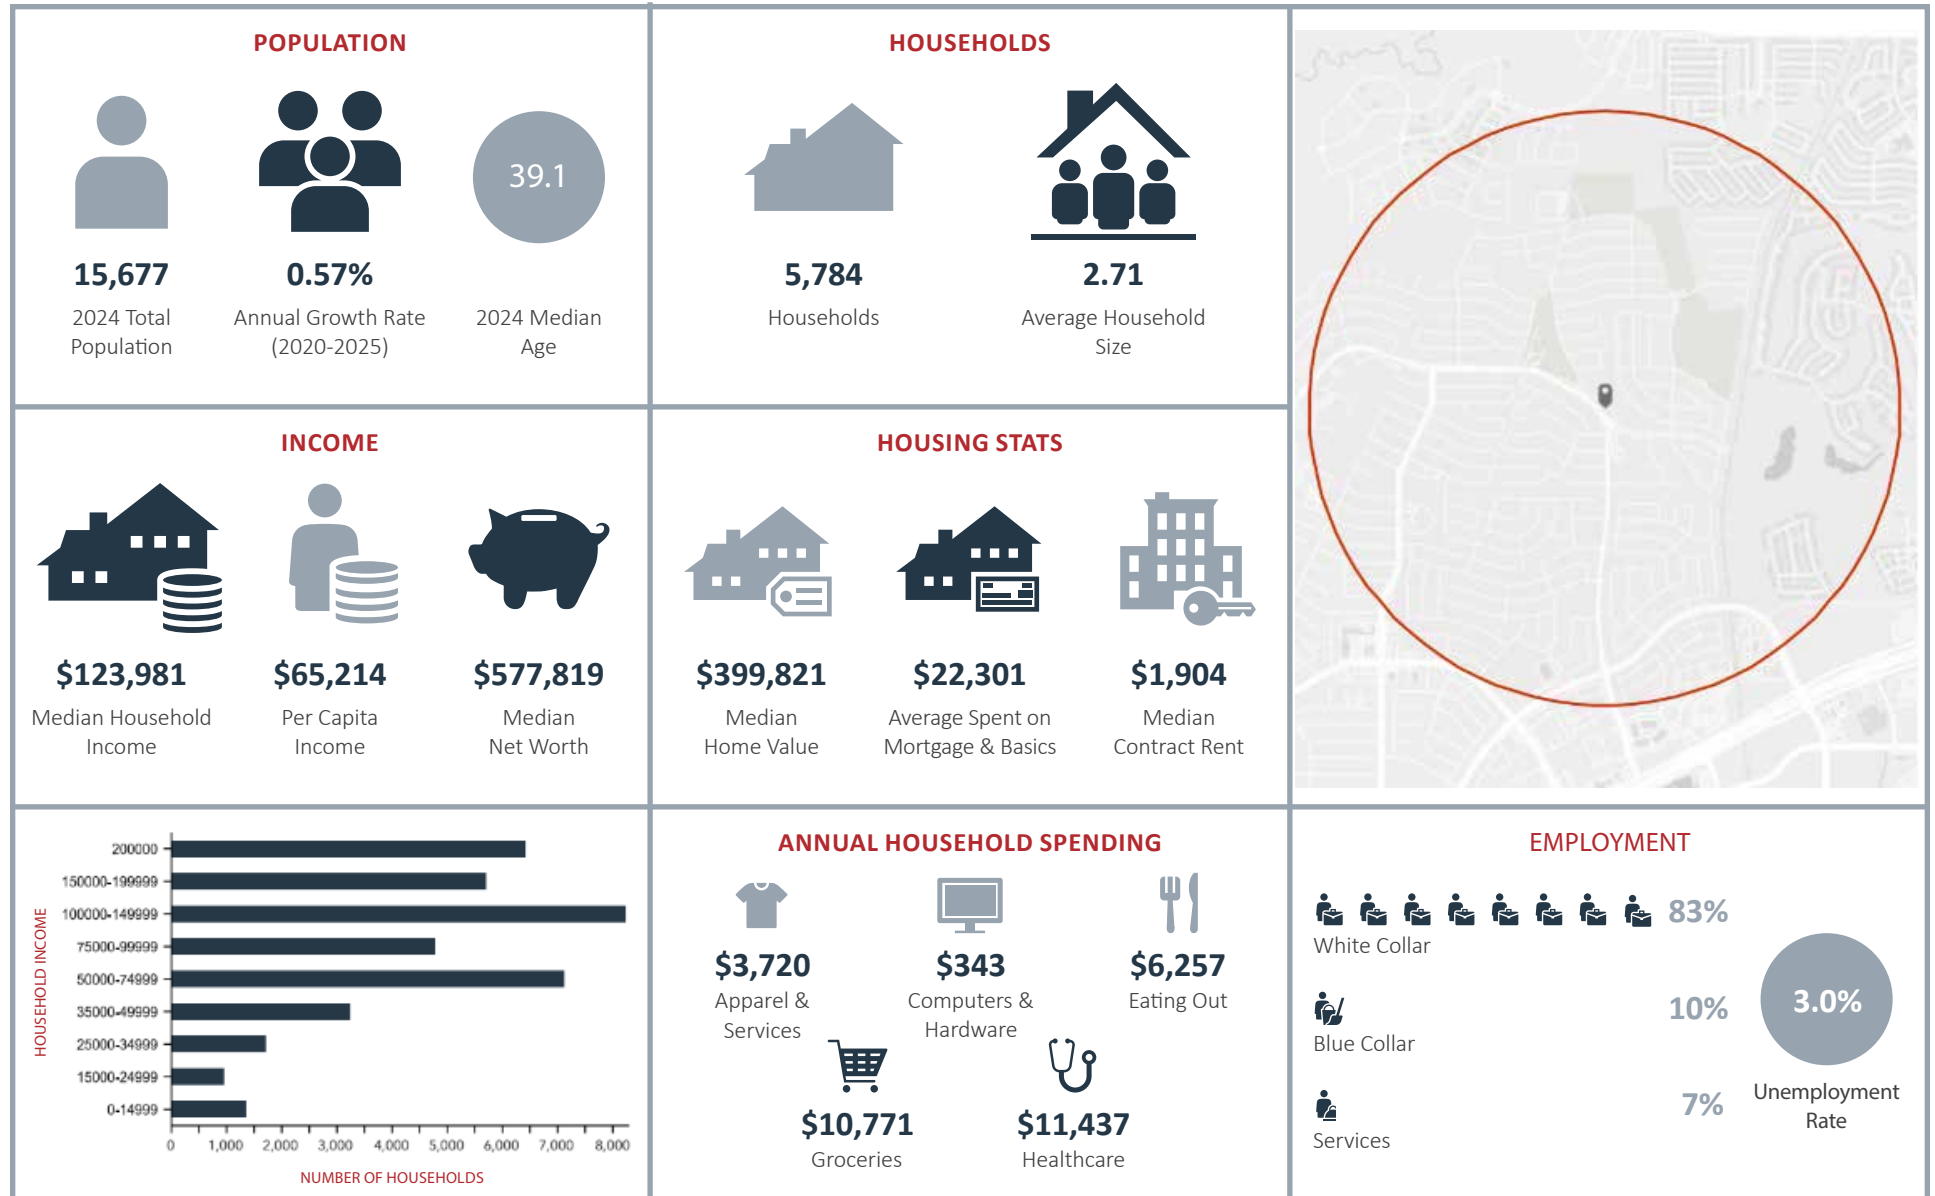 POPULATION
39.1
15,677
2024 Total
Population
0.57%
Annual Growth Rate
(2020-2025)
2024 Median
Age
HOUSEHOLDS
5,784
Households
2.71
Average Household
Size
INCOME
$123,981
Median Household
Income
$65,214
Per Capita
Income
$577,819
Median
Net Worth
HOUSING STATS
$399,821
Median
Home Value
$22,301
Average Spent on
Mortgage & Basics
$1,904
Median
Contract Rent
HOUSEHOLD INCOME
200000
150000-199999
100000-149999
75000-99999
50000-74999
35000-49999
25000-34999
15000-24999
0-14999
0 1,000 2,000 3,000 4,000 5,000 6,000 7,000 8,000
NUMBER OF HOUSEHOLDS
ANNUAL HOUSEHOLD SPENDING
$3,720
Apparel &
Services
$343
Computers &
Hardware
$6,257
Eating Out
$10,771
Groceries
$11,437
Healthcare
EMPLOYMENT
83%
White Collar
10%
Blue Collar
7%
Services
3.0%
Unemployment
Rate